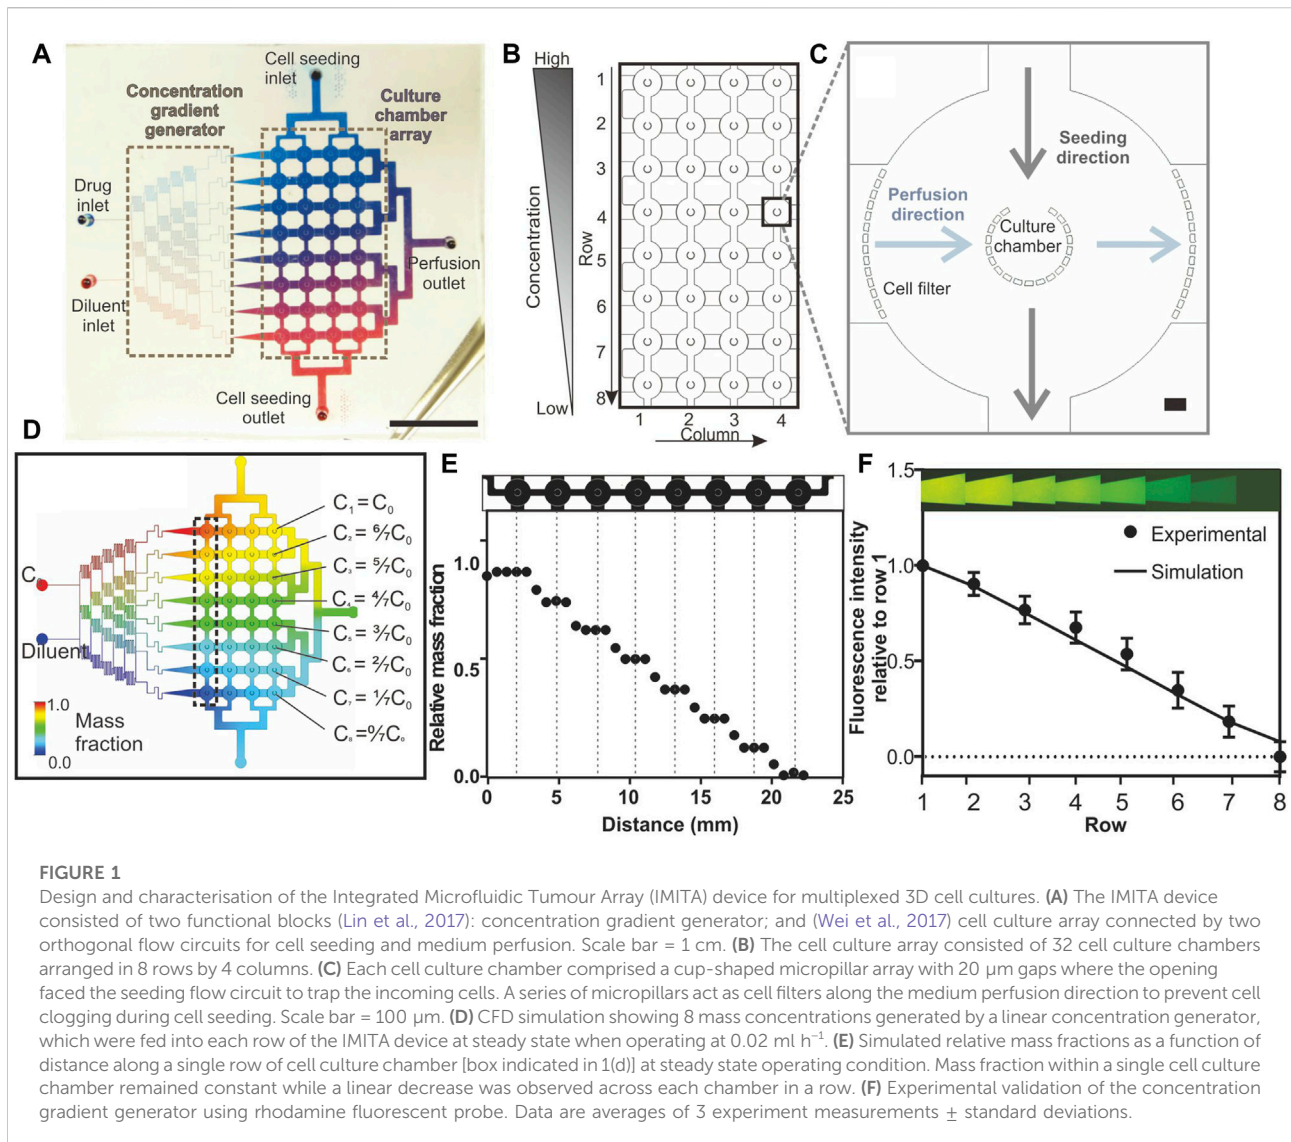 A
Cell seeding
inlet
Concentration
gradient
generator
Culture
chamber
array
Drug
inlet
Diluent
inlet
Perfusion
outlet
Cell seeding
outlet
B
High
Concentration
Low
Row
1
2
3
4
5
6
7
8
1 2 3 4
Column
C
Seeding
direction
Perfusion
direction
Culture
chamber
Cell filter
D
C₁ = C₀
C₂ = ⁶⁄₇C₀
C₃ = ⁵⁄₇C₀
C₄ = ⁴⁄₇C₀
C₅ = ³⁄₇C₀
C₆ = ²⁄₇C₀
C₇ = ¹⁄₇C₀
C₈ = ⁰⁄₇C₀
Diluent
1.0
Mass
fraction
0.0
E
Relative mass fraction
1.0
0.5
0.0
0 5 10 15 20 25
Distance (mm)
F
Fluorescence intensity
relative to row 1
1.5
1.0
0.5
0.0
Experimental
Simulation
1 2 3 4 5 6 7 8
Row
FIGURE 1
Design and characterisation of the Integrated Microfluidic Tumour Array (IMITA) device for multiplexed 3D cell cultures. (A) The IMITA device
consisted of two functional blocks (Lin et al., 2017): concentration gradient generator; and (Wei et al., 2017) cell culture array connected by two
orthogonal flow circuits for cell seeding and medium perfusion. Scale bar = 1 cm. (B) The cell culture array consisted of 32 cell culture chambers
arranged in 8 rows by 4 columns. (C) Each cell culture chamber comprised a cup-shaped micropillar array with 20 μm gaps where the opening
faced the seeding flow circuit to trap the incoming cells. A series of micropillars act as cell filters along the medium perfusion direction to prevent cell
clogging during cell seeding. Scale bar = 100 μm. (D) CFD simulation showing 8 mass concentrations generated by a linear concentration generator,
which were fed into each row of the IMITA device at steady state when operating at 0.02 ml h⁻¹. (E) Simulated relative mass fractions as a function of
distance along a single row of cell culture chamber [box indicated in 1(d)] at steady state operating condition. Mass fraction within a single cell culture
chamber remained constant while a linear decrease was observed across each chamber in a row. (F) Experimental validation of the concentration
gradient generator using rhodamine fluorescent probe. Data are averages of 3 experiment measurements ± standard deviations.